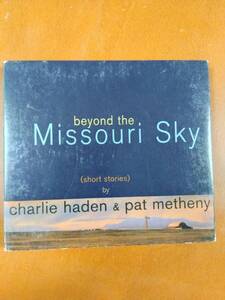 beyond the
Missouri Sky
(short stories)
by
charlie haden & pat metheny